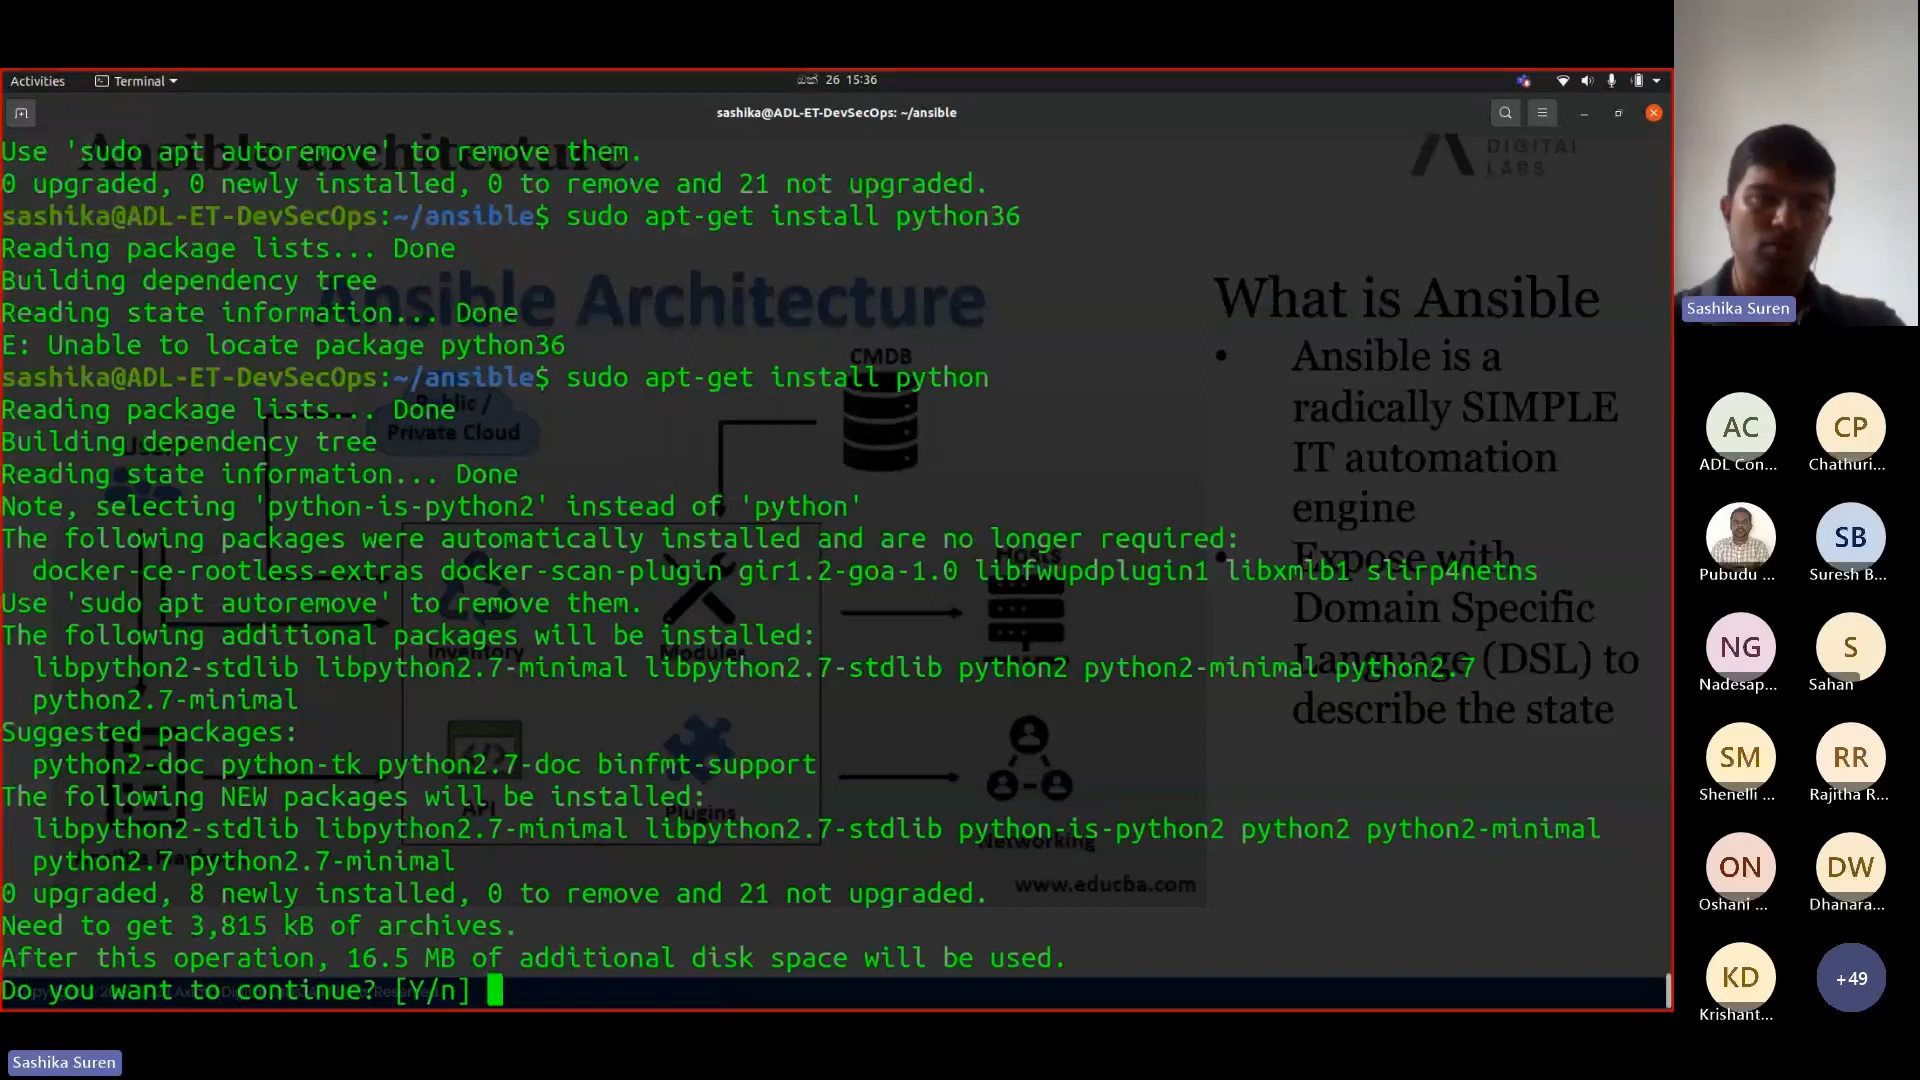 Activities
Terminal
ඔක් 26 15:36
sashika@ADL-ET-DevSecOps: ~/ansible
Ansible architecture
DIGITAL
LABS
Use 'sudo apt autoremove' to remove them.
0 upgraded, 0 newly installed, 0 to remove and 21 not upgraded.
sashika@ADL-ET-DevSecOps:~/ansible$ sudo apt-get install python36
Reading package lists... Done
Building dependency tree
Reading state information... Done
E: Unable to locate package python36
sashika@ADL-ET-DevSecOps:~/ansible$ sudo apt-get install python
Reading package lists... Done
Building dependency tree
Reading state information... Done
Note, selecting 'python-is-python2' instead of 'python'
The following packages were automatically installed and are no longer required:
docker-ce-rootless-extras docker-scan-plugin gir1.2-goa-1.0 libfwupdplugin1 libxmlb1 slirp4netns
Use 'sudo apt autoremove' to remove them.
The following additional packages will be installed:
libpython2-stdlib libpython2.7-minimal libpython2.7-stdlib python2 python2-minimal python2.7
python2.7-minimal
Suggested packages:
python2-doc python-tk python2.7-doc binfmt-support
The following NEW packages will be installed:
libpython2-stdlib libpython2.7-minimal libpython2.7-stdlib python-is-python2 python2 python2-minimal
python2.7 python2.7-minimal
0 upgraded, 8 newly installed, 0 to remove and 21 not upgraded.
Need to get 3,815 kB of archives.
After this operation, 16.5 MB of additional disk space will be used.
Do you want to continue? [Y/n]
Ansible Architecture
CMDB
Public /
Private Cloud
Hosts
Inventory
Modules
API
Plugins
Networking
www.educba.com
What is Ansible
• Ansible is a
radically SIMPLE
IT automation
engine
• Expose with
Domain Specific
Language (DSL) to
describe the state
Sashika Suren
AC
ADL Con...
CP
Chathuri...
Pubudu ...
SB
Suresh B...
NG
Nadesap...
S
Sahan
SM
Shenelli ...
RR
Rajitha R...
ON
Oshani ...
DW
Dhanara...
KD
Krishant...
+49
Sashika Suren